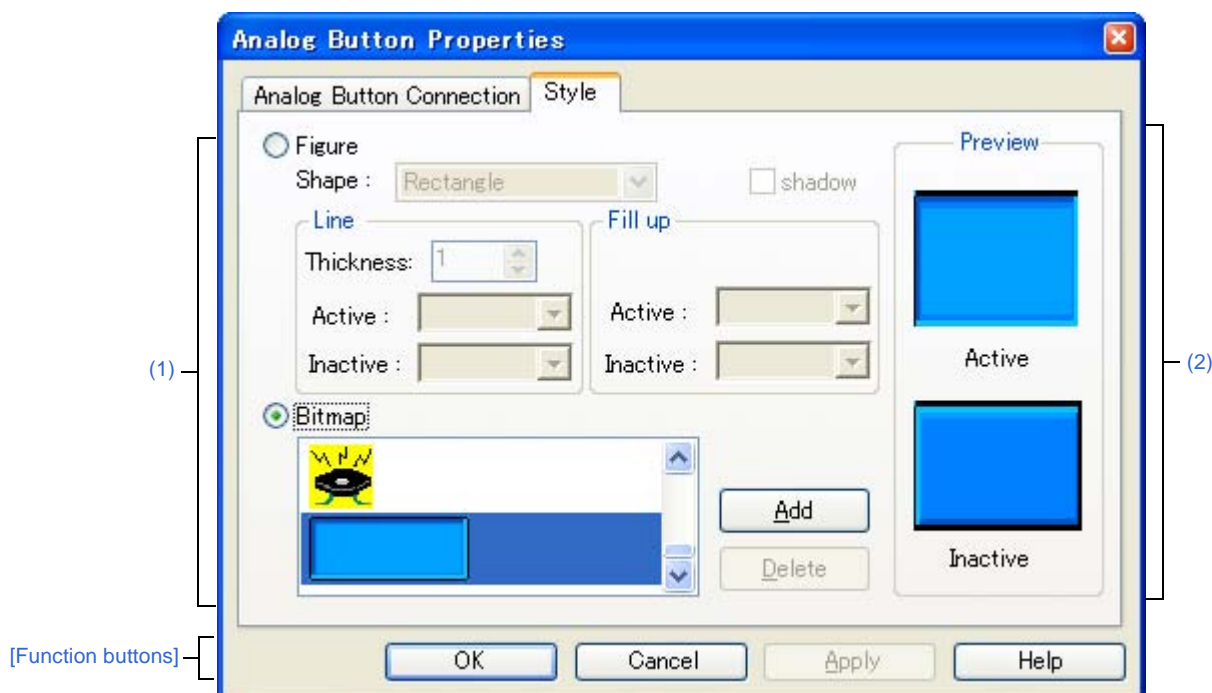 Analog Button Properties
Analog Button Connection Style
Figure
Shape : Rectangle shadow
Preview
Line
Fill up
Thickness: 1
Active :
Active :
Inactive :
Inactive :
Active
(1)
(2)
Bitmap
Add
Delete
Inactive
[Function buttons]
OK Cancel Apply Help